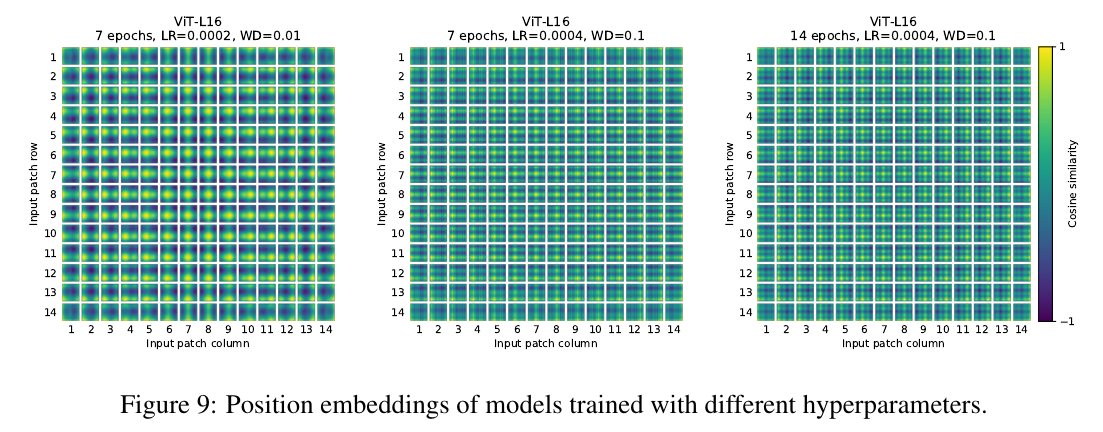 ViT-L16
7 epochs, LR=0.0002, WD=0.01
ViT-L16
7 epochs, LR=0.0004, WD=0.1
ViT-L16
14 epochs, LR=0.0004, WD=0.1
Input patch row
1
2
3
4
5
6
7
8
9
10
11
12
13
14
1 2 3 4 5 6 7 8 9 10 11 12 13 14
Input patch column
Input patch row
1
2
3
4
5
6
7
8
9
10
11
12
13
14
1 2 3 4 5 6 7 8 9 10 11 12 13 14
Input patch column
Input patch row
1
2
3
4
5
6
7
8
9
10
11
12
13
14
1 2 3 4 5 6 7 8 9 10 11 12 13 14
Input patch column
1
Cosine similarity
−1
Figure 9: Position embeddings of models trained with different hyperparameters.